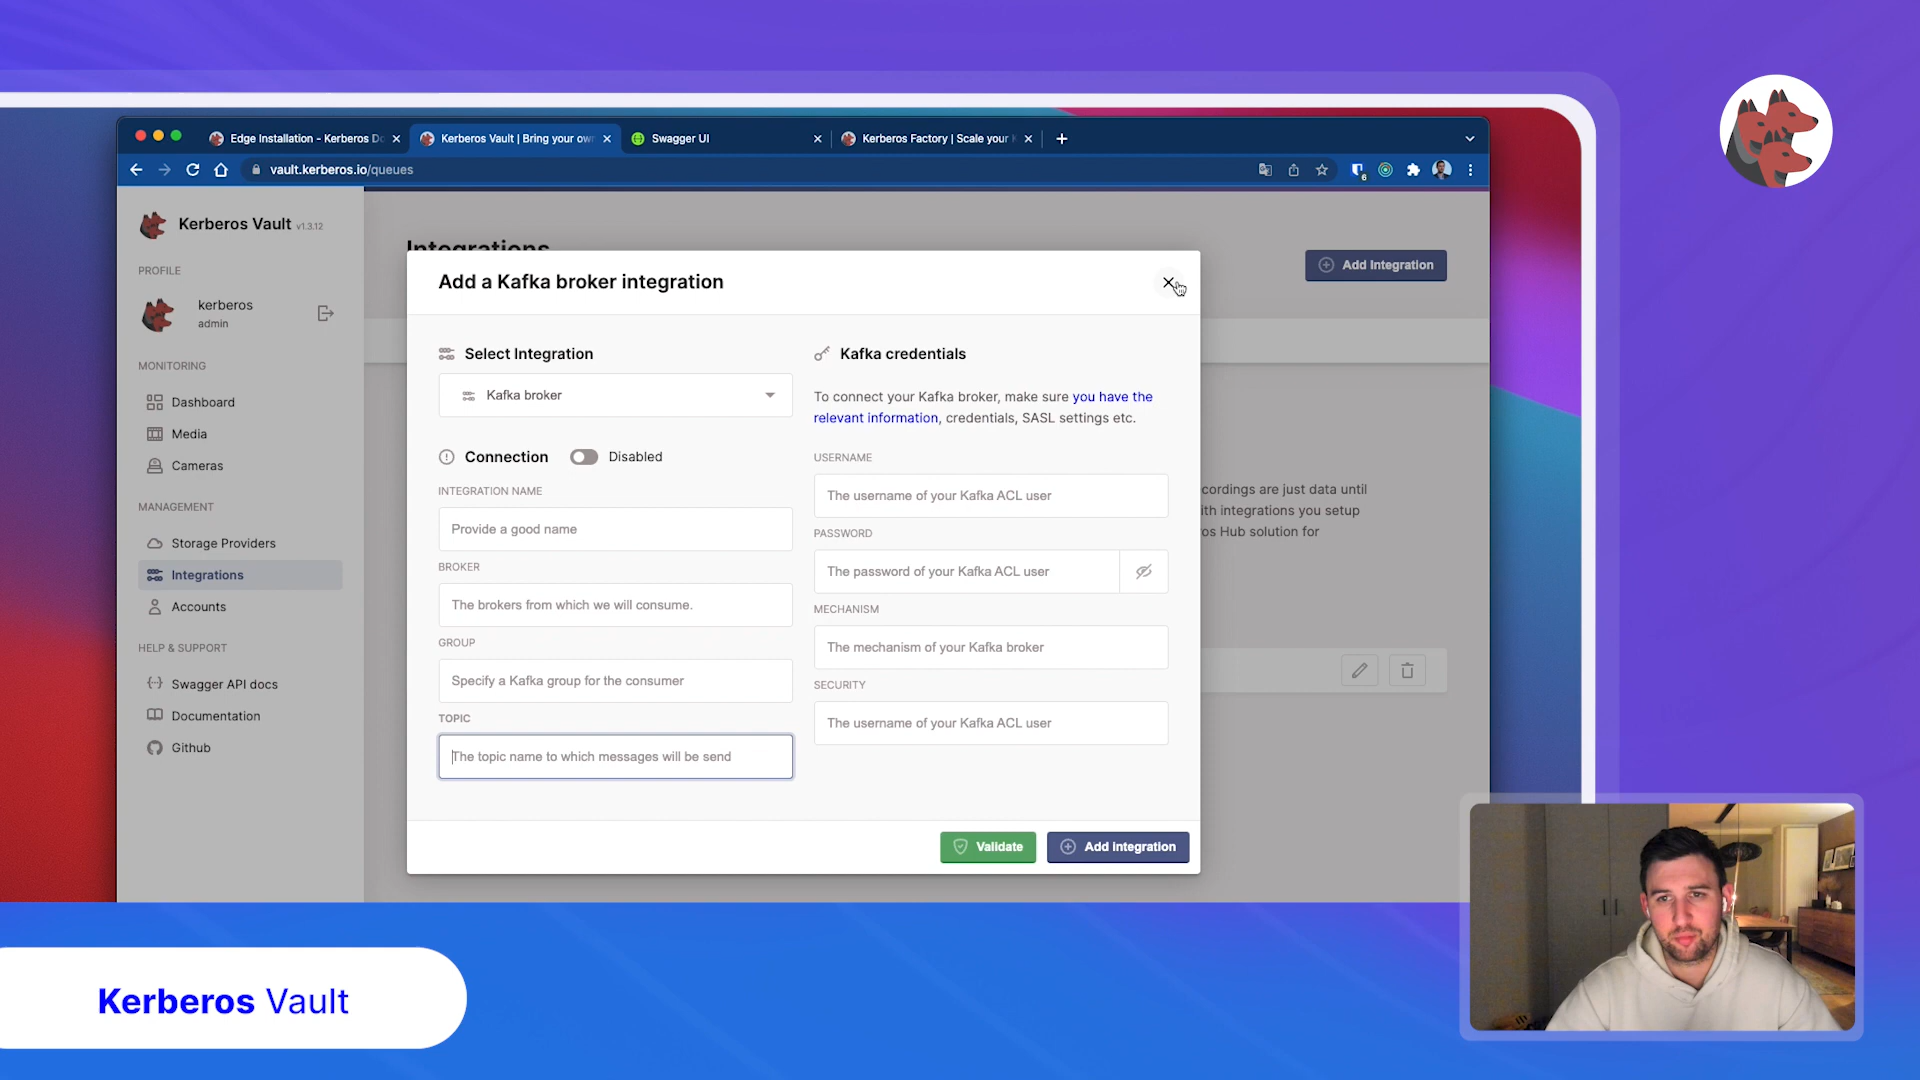 Edge Installation - Kerberos Do
Kerberos Vault | Bring your own
Swagger UI
Kerberos Factory | Scale your K
vault.kerberos.io/queues
6
Kerberos Vault v1.3.12
PROFILE
kerberos
admin
MONITORING
Dashboard
Media
Cameras
MANAGEMENT
Storage Providers
Integrations
Accounts
HELP & SUPPORT
Swagger API docs
Documentation
Github
Integrations
Add Integration
cordings are just data until
ith integrations you setup
os Hub solution for
Add a Kafka broker integration
Select Integration
Kafka broker
Connection Disabled
INTEGRATION NAME
Provide a good name
BROKER
The brokers from which we will consume.
GROUP
Specify a Kafka group for the consumer
TOPIC
The topic name to which messages will be send
Kafka credentials
To connect your Kafka broker, make sure you have the
relevant information, credentials, SASL settings etc.
USERNAME
The username of your Kafka ACL user
PASSWORD
The password of your Kafka ACL user
MECHANISM
The mechanism of your Kafka broker
SECURITY
The username of your Kafka ACL user
Validate
Add integration
Kerberos Vault